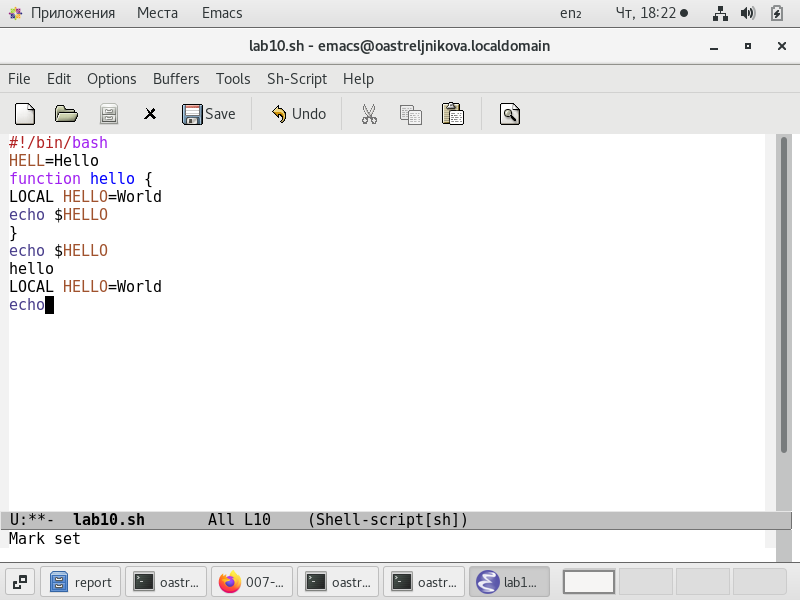 Приложения Места Emacs en₂ Чт, 18:22
lab10.sh - emacs@oastreljnikova.localdomain
File Edit Options Buffers Tools Sh-Script Help
Save Undo
#!/bin/bash
HELL=Hello
function hello {
LOCAL HELLO=World
echo $HELLO
}
echo $HELLO
hello
LOCAL HELLO=World
echo
U:**- lab10.sh All L10 (Shell-script[sh])
Mark set
report oastr... 007-... oastr... oastr... lab1...